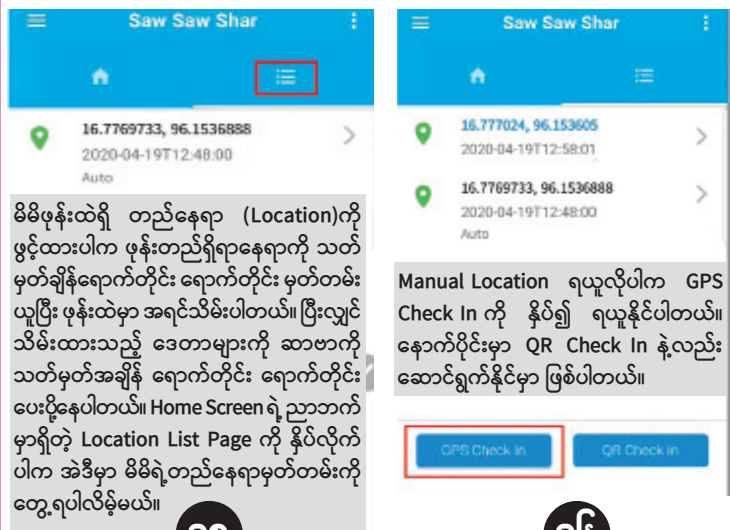 Saw Saw Shar
16.7769733, 96.1536888
2020-04-19T12:48:00
Auto
မိမိဖုန်းထဲရှိ တည်နေရာ (Location)ကို
ဖွင့်ထားပါက ဖုန်းတည်ရှိရာနေရာကို သတ်
မှတ်ချိန်ရောက်တိုင်း ရောက်တိုင်း မှတ်တမ်း
ယူပြီး ဖုန်းထဲမှာ အရင်သိမ်းပါတယ်။ ပြီးလျှင်
သိမ်းထားသည့် ဒေတာများကို ဆာဗာကို
သတ်မှတ်အချိန် ရောက်တိုင်း ရောက်တိုင်း
ပေးပို့နေပါတယ်။ Home Screen ရဲ့ ညာဘက်
မှာရှိတဲ့ Location List Page ကို နှိပ်လိုက်
ပါက အဲဒီမှာ မိမိရဲ့တည်နေရာမှတ်တမ်းကို
တွေ့ရပါလိမ့်မယ်။
Saw Saw Shar
16.777024, 96.153605
2020-04-19T12:58:01
16.7769733, 96.1536888
2020-04-19T12:48:00
Auto
Manual Location ရယူလိုပါက GPS
Check In ကို နှိပ်၍ ရယူနိုင်ပါတယ်။
နောက်ပိုင်းမှာ QR Check In နဲ့လည်း
ဆောင်ရွက်နိုင်မှာ ဖြစ်ပါတယ်။
GPS Check In
QR Check In